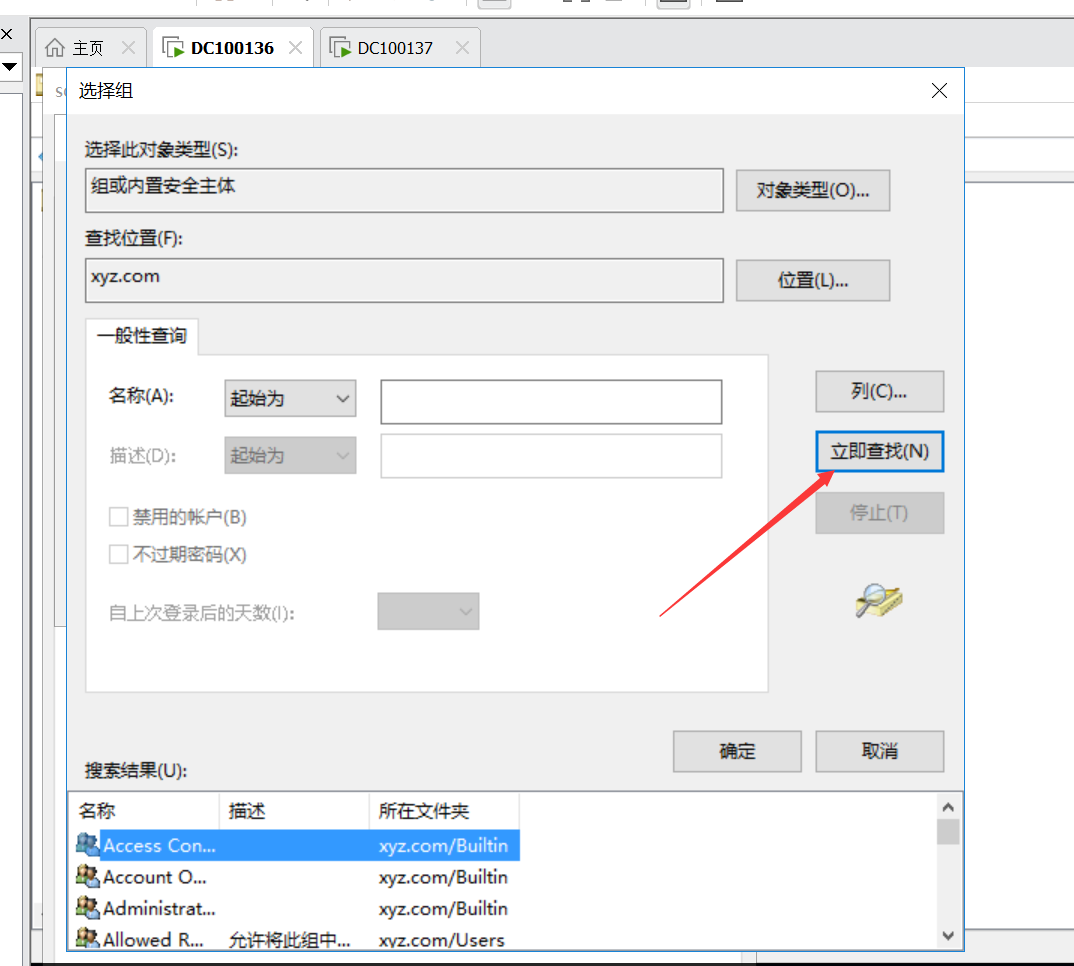 主页 DC100136 DC100137
选择组
选择此对象类型(S):
组或内置安全主体
对象类型(O)...
查找位置(F):
xyz.com
位置(L)...
一般性查询
名称(A): 起始为
列(C)...
描述(D): 起始为
立即查找(N)
禁用的帐户(B)
停止(T)
不过期密码(X)
自上次登录后的天数(I):
确定 取消
搜索结果(U):
名称 描述 所在文件夹
Access Con... xyz.com/Builtin
Account O... xyz.com/Builtin
Administrat... xyz.com/Builtin
Allowed R... 允许将此组中... xyz.com/Users